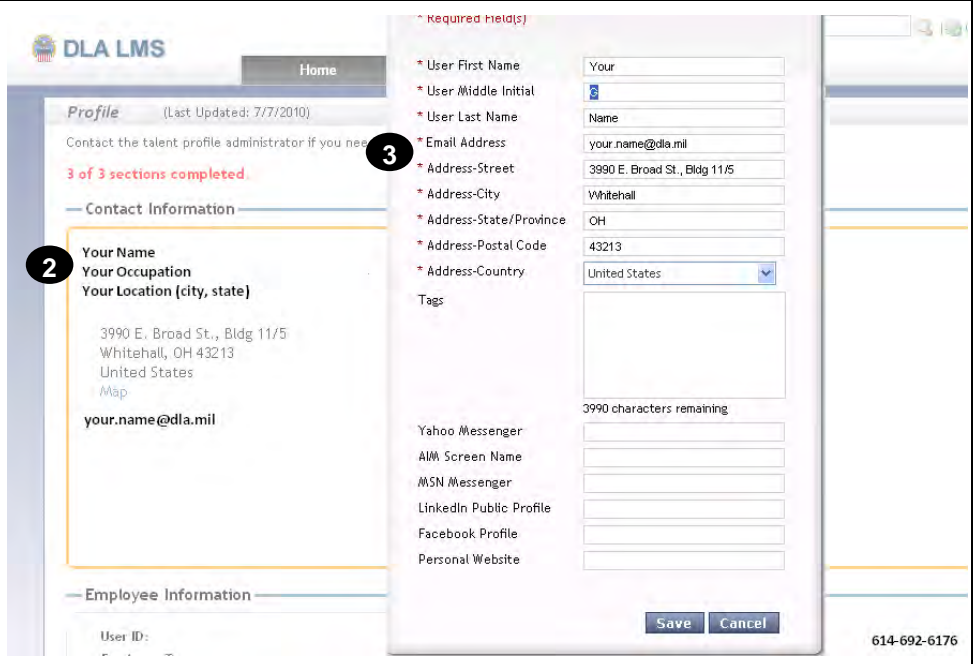 * Required Field(s)
DLA LMS
Home
Profile (Last Updated: 7/7/2010)
Contact the talent profile administrator if you nee
3 of 3 sections completed
Contact Information
2
Your Name
Your Occupation
Your Location (city, state)
3990 E. Broad St., Bldg 11/5
Whitehall, OH 43213
United States
Map
your.name@dla.mil
Employee Information
User ID:
614-692-6176
3
* User First Name Your
* User Middle Initial G
* User Last Name Name
* Email Address your.name@dla.mil
* Address-Street 3990 E. Broad St., Bldg 11/5
* Address-City Whitehall
* Address-State/Province OH
* Address-Postal Code 43213
* Address-Country United States
Tags
3990 characters remaining
Yahoo Messenger
AIM Screen Name
MSN Messenger
LinkedIn Public Profile
Facebook Profile
Personal Website
Save Cancel